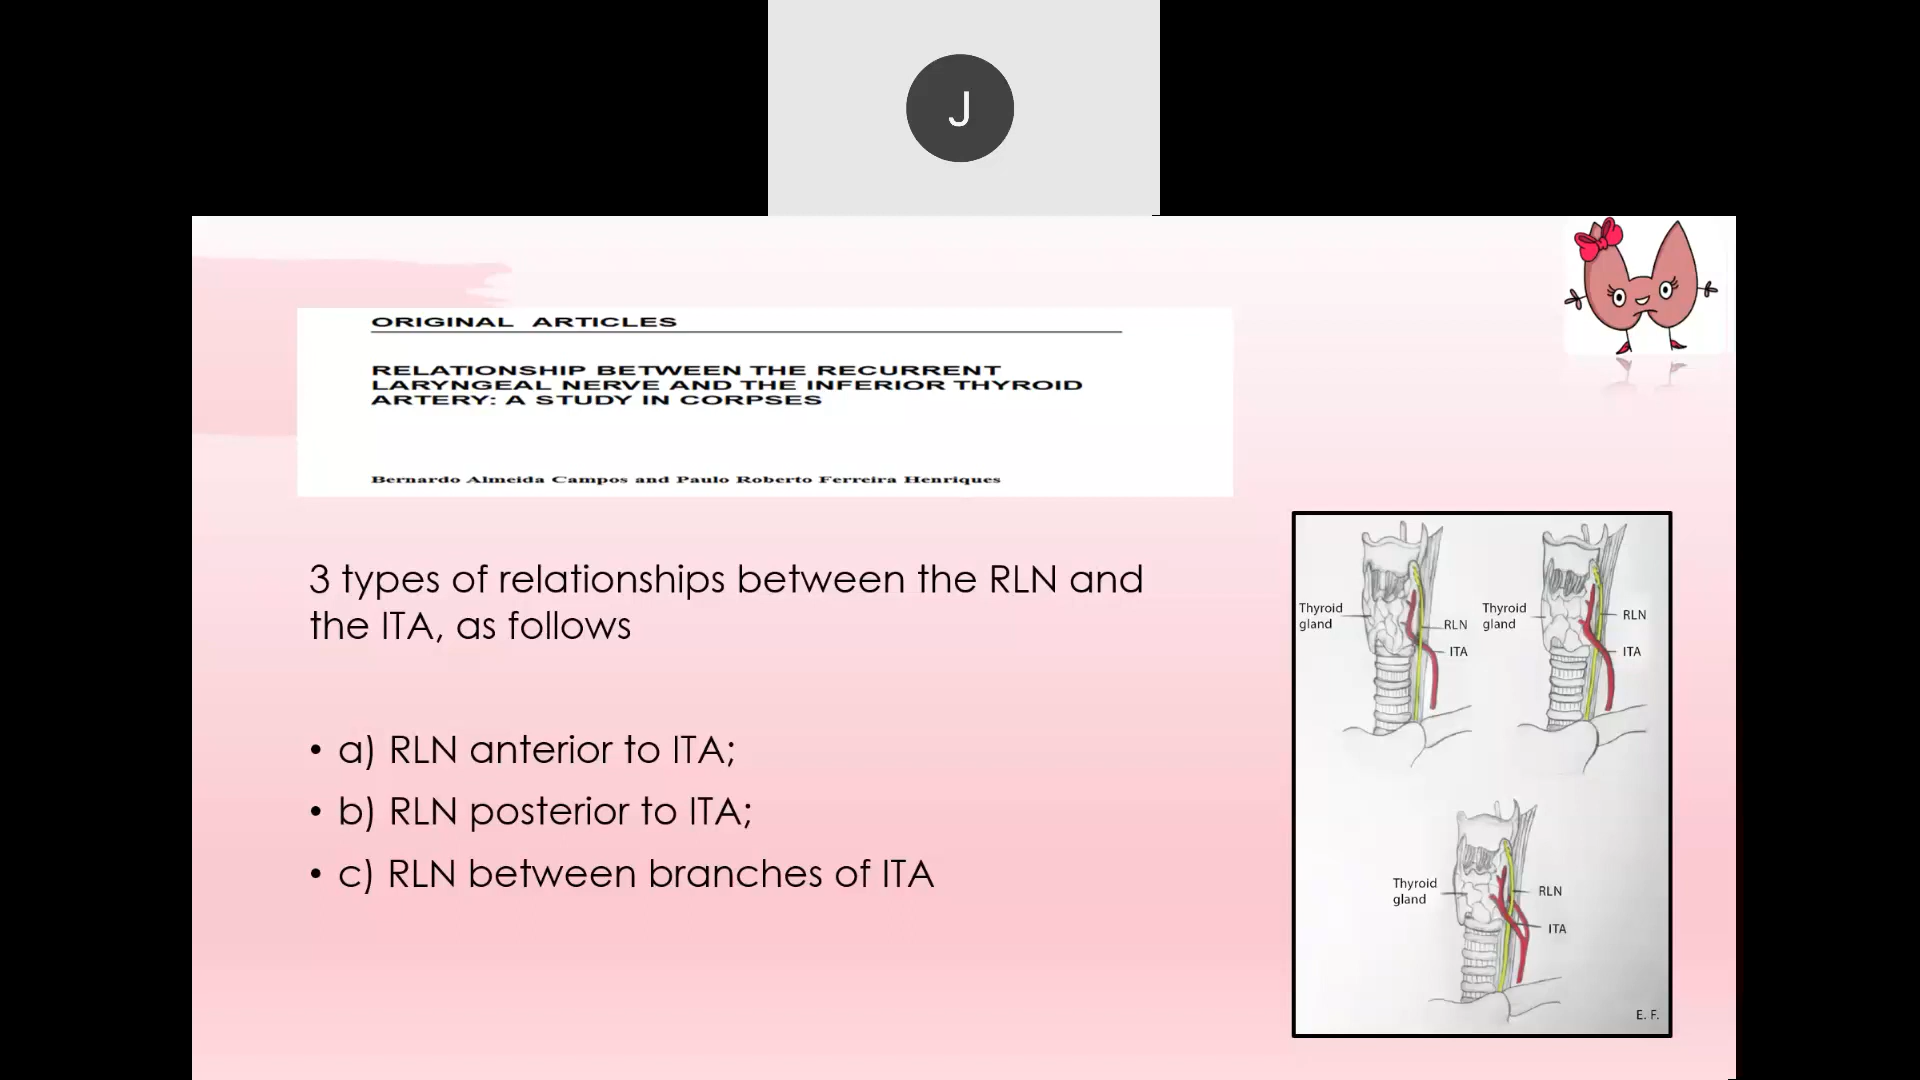 J
ORIGINAL ARTICLES
RELATIONSHIP BETWEEN THE RECURRENT
LARYNGEAL NERVE AND THE INFERIOR THYROID
ARTERY: A STUDY IN CORPSES
Bernardo Almeida Campos and Paulo Roberto Ferreira Henriques
3 types of relationships between the RLN and
the ITA, as follows
• a) RLN anterior to ITA;
• b) RLN posterior to ITA;
• c) RLN between branches of ITA
Thyroid
gland
RLN
ITA
Thyroid
gland
RLN
ITA
Thyroid
gland
RLN
ITA
E. F.